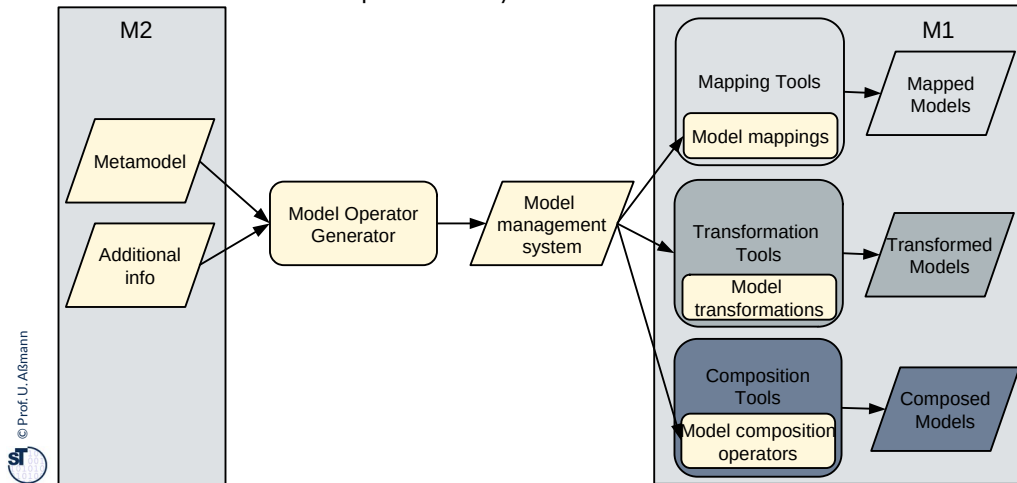 M2
M1
Mapping Tools
Model mappings
Mapped
Models
Metamodel
Additional
info
Model Operator
Generator
Model
management
system
Transformation
Tools
Model
transformations
Transformed
Models
Composition
Tools
Model composition
operators
Composed
Models
© Prof. U. Aßmann
ST